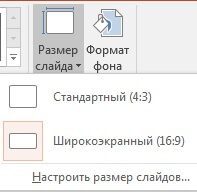 Размер
слайда
Формат
фона
Стандартный (4:3)
Широкоэкранный (16:9)
Настроить размер слайдов...